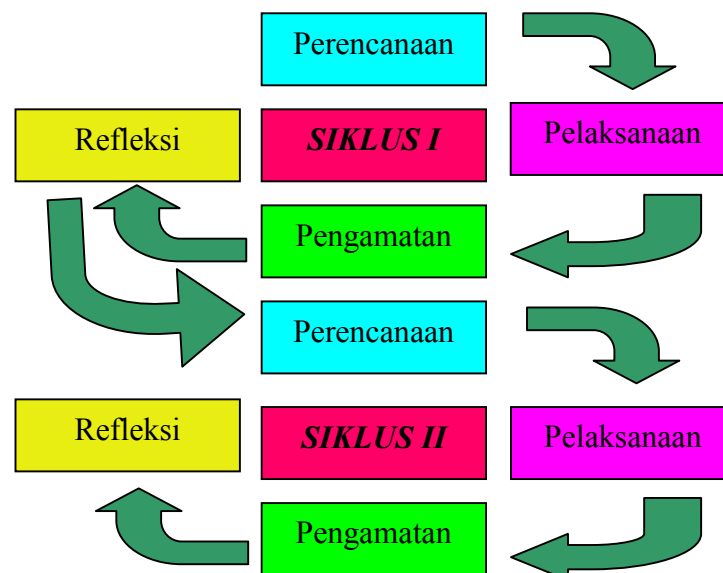 Perencanaan
Refleksi
SIKLUS I
Pelaksanaan
Pengamatan
Perencanaan
Refleksi
SIKLUS II
Pelaksanaan
Pengamatan